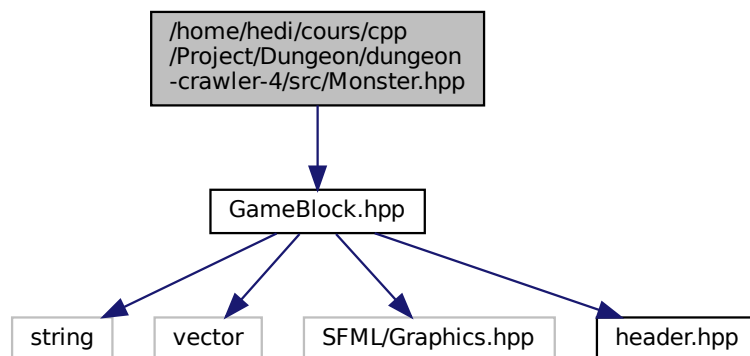 /home/hedi/cours/cpp
/Project/Dungeon/dungeon
-crawler-4/src/Monster.hpp
GameBlock.hpp
string
vector
SFML/Graphics.hpp
header.hpp